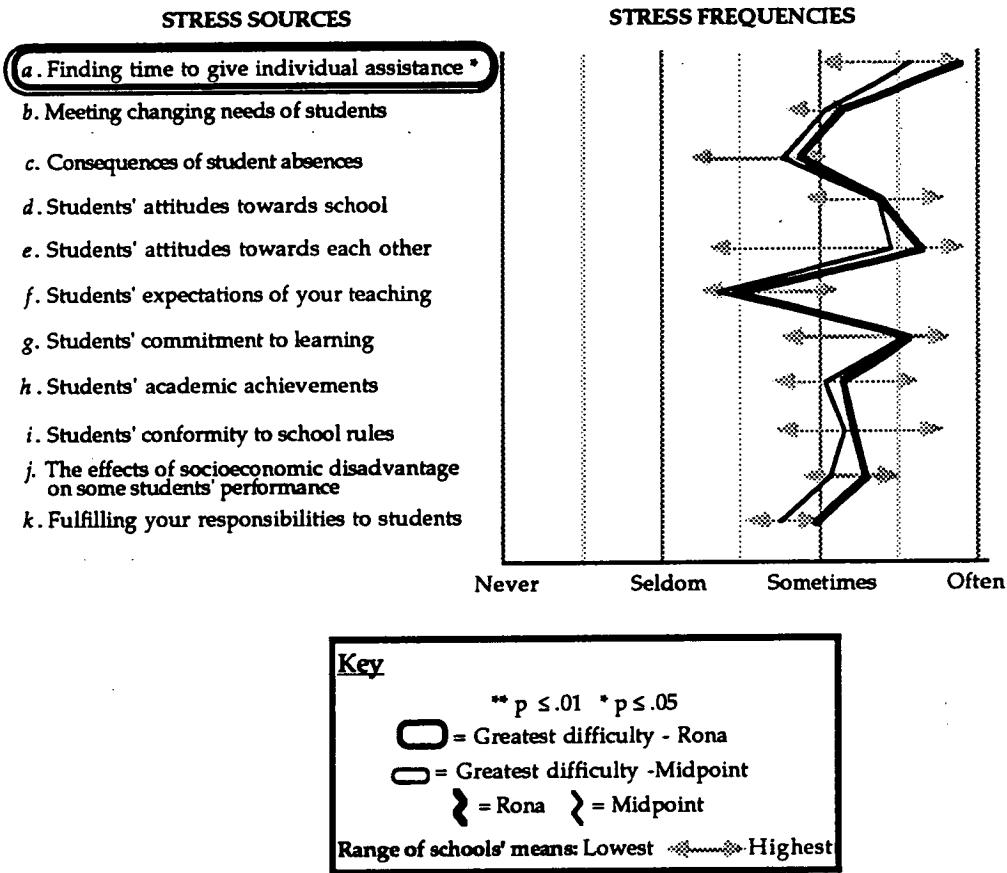 STRESS SOURCES
STRESS FREQUENCIES
a. Finding time to give individual assistance *
b. Meeting changing needs of students
c. Consequences of student absences
d. Students' attitudes towards school
e. Students' attitudes towards each other
f. Students' expectations of your teaching
g. Students' commitment to learning
h. Students' academic achievements
i. Students' conformity to school rules
j. The effects of socioeconomic disadvantage
on some students' performance
k. Fulfilling your responsibilities to students
Never Seldom Sometimes Often
Key
** p ≤ .01 * p ≤ .05
= Greatest difficulty - Rona
= Greatest difficulty -Midpoint
= Rona = Midpoint
Range of schools' means: Lowest Highest